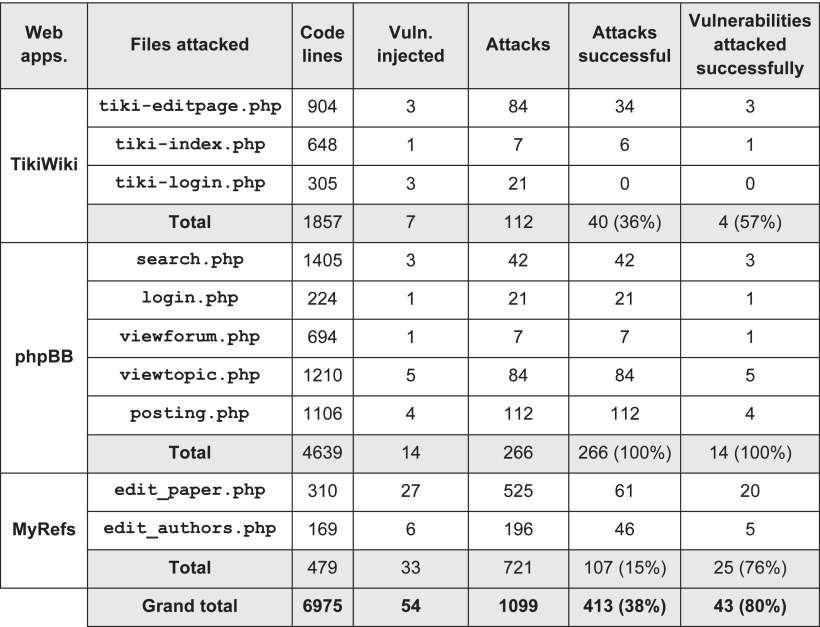 Web apps. Files attacked Code lines Vuln. injected Attacks Attacks successful Vulnerabilities attacked successfully
TikiWiki
tiki-editpage.php 904 3 84 34 3
tiki-index.php 648 1 7 6 1
tiki-login.php 305 3 21 0 0
Total 1857 7 112 40 (36%) 4 (57%)
phpBB
search.php 1405 3 42 42 3
login.php 224 1 21 21 1
viewforum.php 694 1 7 7 1
viewtopic.php 1210 5 84 84 5
posting.php 1106 4 112 112 4
Total 4639 14 266 266 (100%) 14 (100%)
MyRefs
edit_paper.php 310 27 525 61 20
edit_authors.php 169 6 196 46 5
Total 479 33 721 107 (15%) 25 (76%)
Grand total 6975 54 1099 413 (38%) 43 (80%)